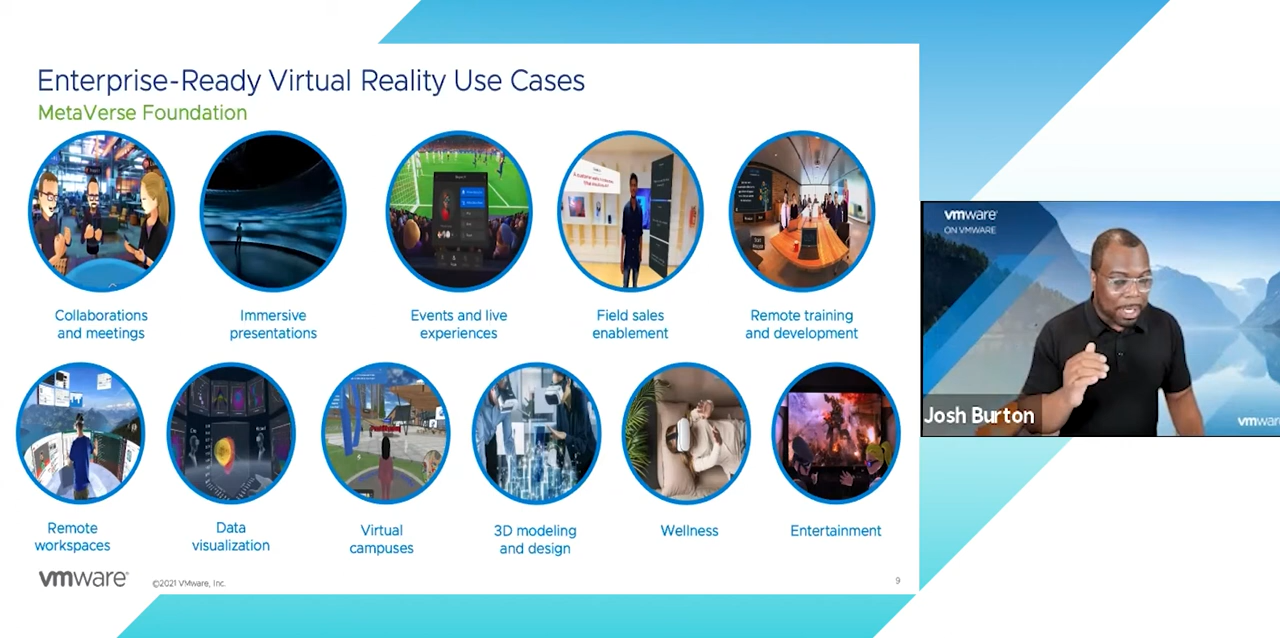 Enterprise-Ready Virtual Reality Use Cases
MetaVerse Foundation
Collaborations
and meetings
Immersive
presentations
Events and live
experiences
Field sales
enablement
Remote training
and development
Remote
workspaces
Data
visualization
Virtual
campuses
3D modeling
and design
Wellness
Entertainment
vmware®
©2021 VMware, Inc.
9
vmware®
ON VMWARE
Josh Burton
vmwar